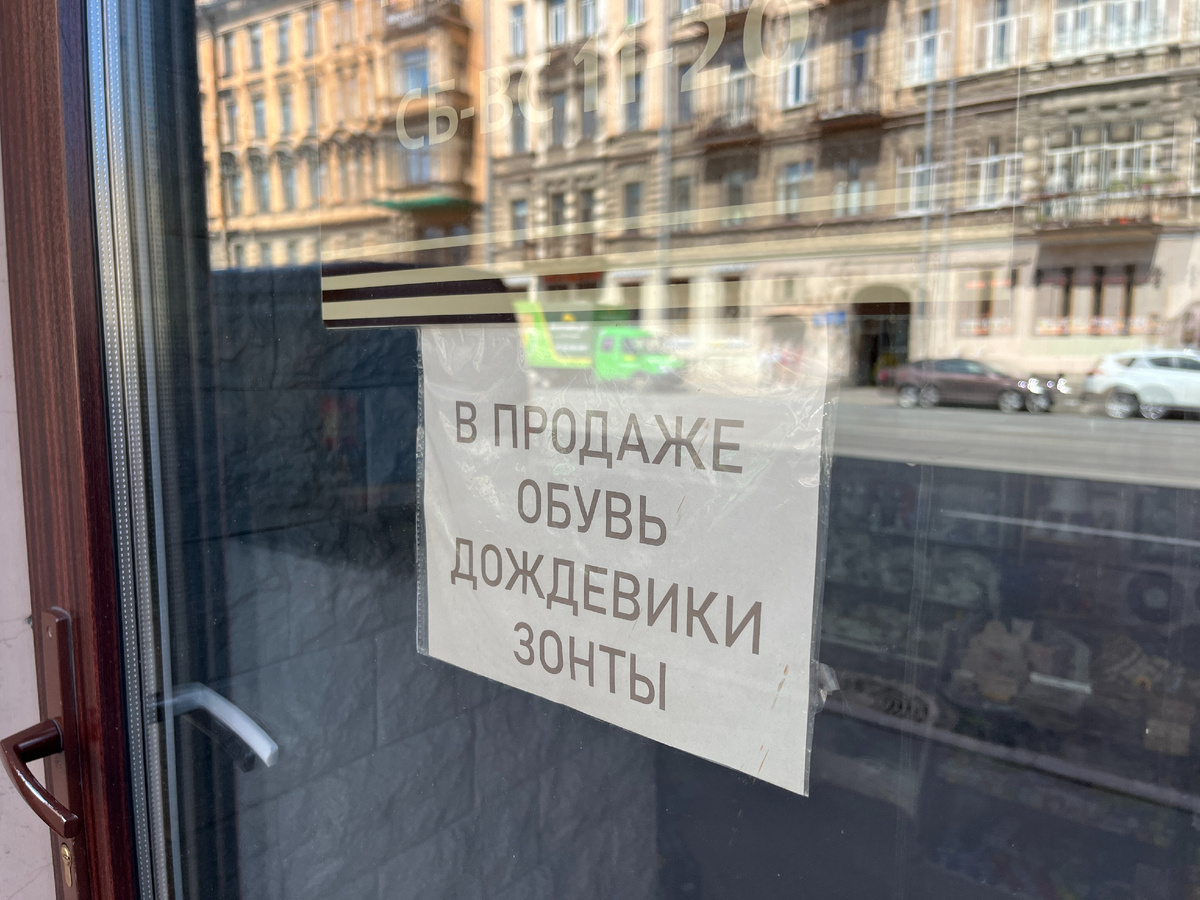 СБ-ВС 11-20
В ПРОДАЖЕ
ОБУВЬ
ДОЖДЕВИКИ
ЗОНТЫ